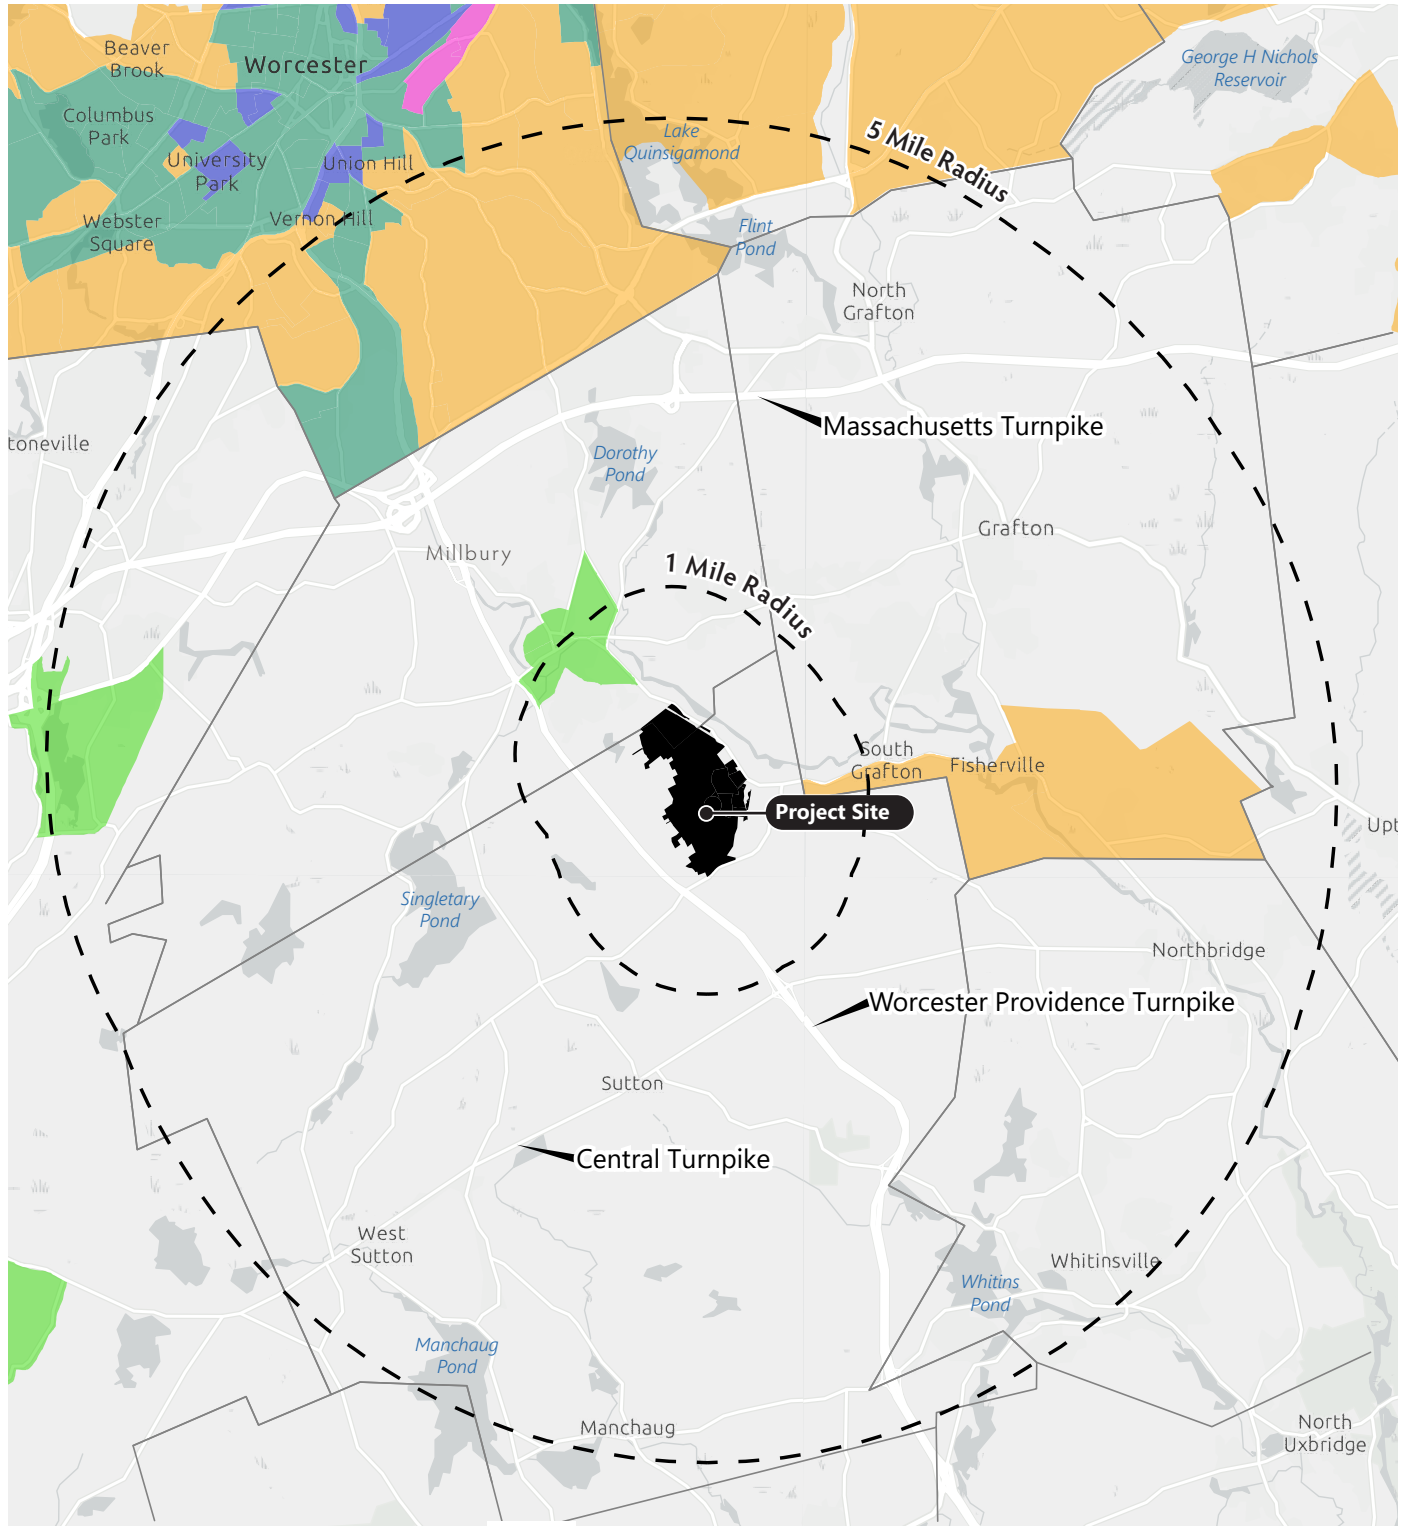 Beaver
Brook
Worcester
George H Nichols
Reservoir
Columbus
Park
Lake
Quinsigamond
5 Mile Radius
University
Park
Union Hill
Webster
Square
Vernon Hill
Flint
Pond
North
Grafton
Massachusetts Turnpike
toneville
Dorothy
Pond
Grafton
Millbury
1 Mile Radius
South
Grafton
Fisherville
Project Site
Upt
Singletary
Pond
Northbridge
Worcester Providence Turnpike
Sutton
Central Turnpike
West
Sutton
Whitinsville
Whitins
Pond
Manchaug
Pond
Manchaug
North
Uxbridge